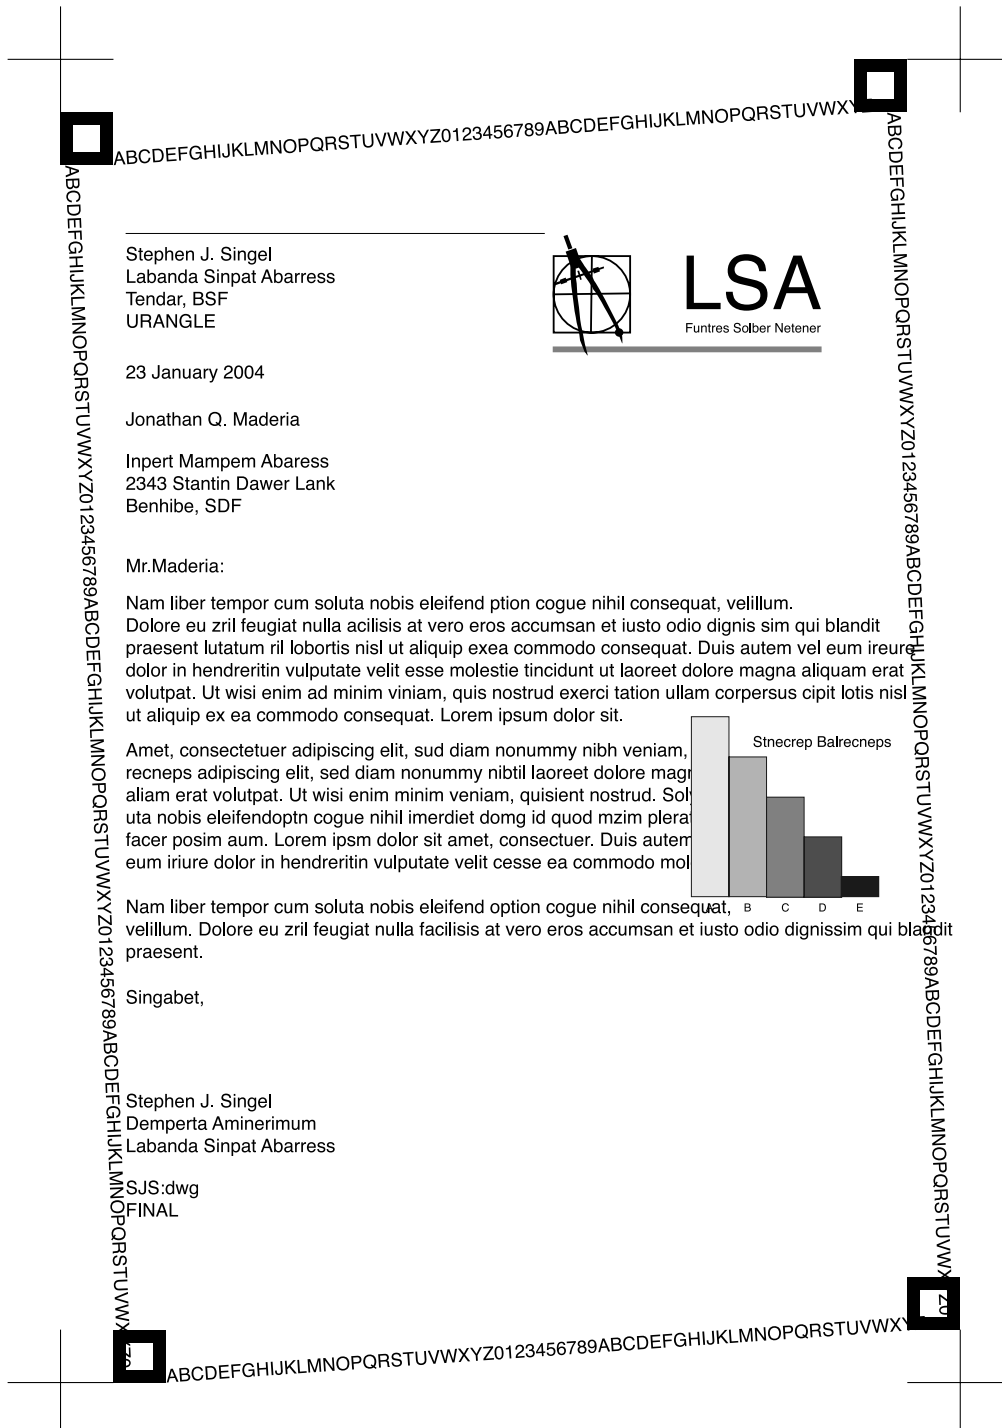 ABCDEFGHIJKLMNOPQRSTUVWXYZ0123456789ABCDEFGHIJKLMNOPQRSTUVWXY
ABCDEFGHIJKLMNOPQRSTUVWXYZ0123456789ABCDEFGHIJKLMNOPQRSTUVWXYZ0123456789ABCDEFGHIJKLMNOPQRSTUVWX
ABCDEFGHIJKLMNOPQRSTUVWXYZ0123456789ABCDEFGHIJKLMNOPQRSTUVWXYZ0123456789ABCDEFGHIJKLMNOPQRSTUVWX Z0
Stephen J. Singel
Labanda Sinpat Abarress
Tendar, BSF
URANGLE
LSA
Funtres Solber Netener
23 January 2004
Jonathan Q. Maderia
Inpert Mampem Abaress
2343 Stantin Dawer Lank
Benhibe, SDF
Mr.Maderia:
Nam liber tempor cum soluta nobis eleifend ption cogue nihil consequat, velillum.
Dolore eu zril feugiat nulla acilisis at vero eros accumsan et iusto odio dignis sim qui blandit
praesent lutatum ril lobortis nisl ut aliquip exea commodo consequat. Duis autem vel eum ireure
dolor in hendreritin vulputate velit esse molestie tincidunt ut laoreet dolore magna aliquam erat
volutpat. Ut wisi enim ad minim viniam, quis nostrud exerci tation ullam corpersus cipit lotis nisl
ut aliquip ex ea commodo consequat. Lorem ipsum dolor sit.
Amet, consectetuer adipiscing elit, sud diam nonummy nibh veniam,
recneps adipiscing elit, sed diam nonummy nibtil laoreet dolore magr
aliam erat volutpat. Ut wisi enim minim veniam, quisient nostrud. Soly
uta nobis eleifendoptn cogue nihil imerdiet domg id quod mzim plerat
facer posim aum. Lorem ipsm dolor sit amet, consectuer. Duis autem
eum iriure dolor in hendreritin vulputate velit cesse ea commodo mol
Stnecrep Balrecneps
A B C D E
Nam liber tempor cum soluta nobis eleifend option cogue nihil consequat,
velillum. Dolore eu zril feugiat nulla facilisis at vero eros accumsan et iusto odio dignissim qui blandit
praesent.
Singabet,
Stephen J. Singel
Demperta Aminerimum
Labanda Sinpat Abarress
SJS:dwg
FINAL
ABCDEFGHIJKLMNOPQRSTUVWXYZ0123456789ABCDEFGHIJKLMNOPQRSTUVWXY